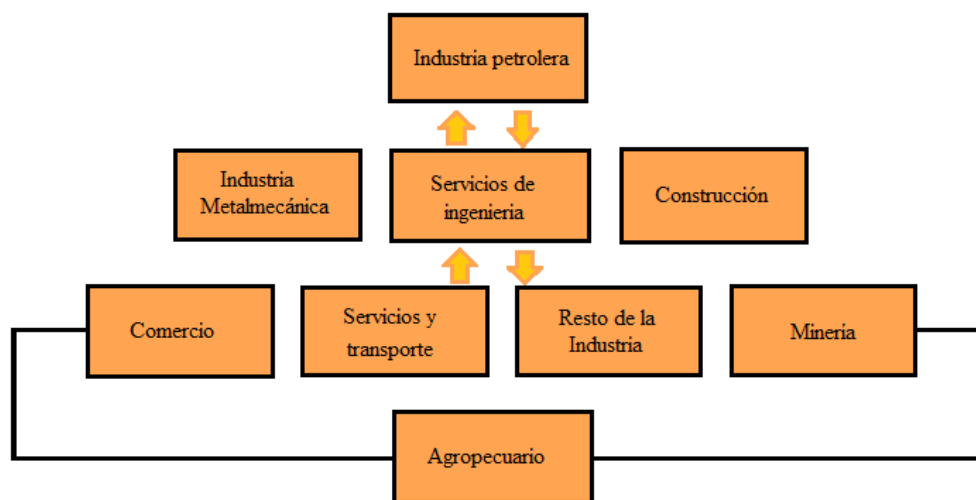 Industria petrolera
Industria
Metalmecánica
Servicios de
ingenieria
Construcción
Comercio
Servicios y
transporte
Resto de la
Industria
Mineria
Agropecuario